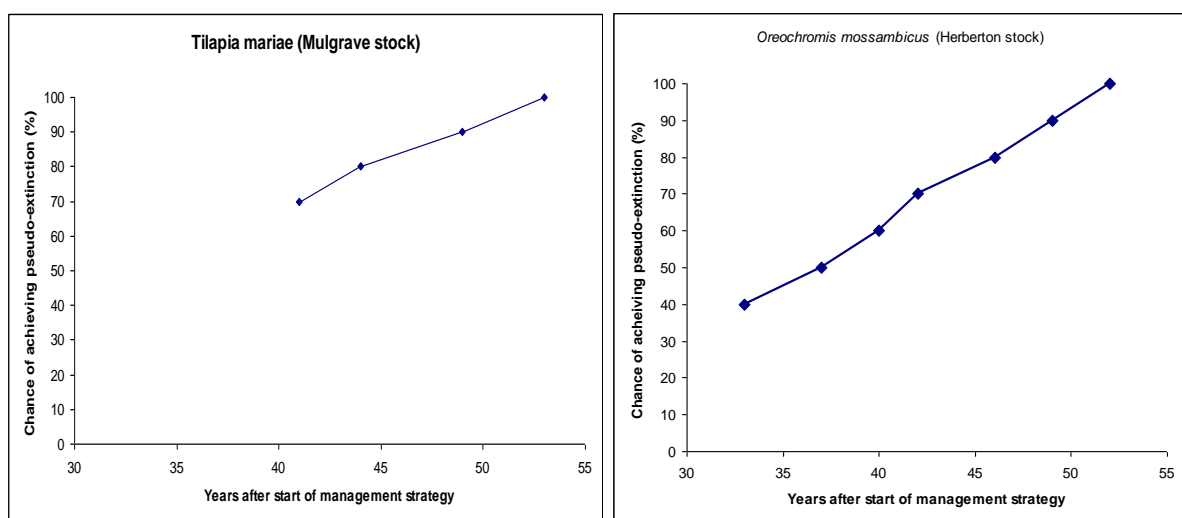 Tilapia mariae (Mulgrave stock)
Chance of achieving pseudo-extinction (%)
100
90
80
70
60
50
40
30
20
10
0
30 35 40 45 50 55
Years after start of management strategy
Oreochromis mossambicus (Herberton stock)
Chance of acheiving pseudo-extinction (%)
100
90
80
70
60
50
40
30
20
10
0
30 35 40 45 50 55
Years after start of management strategy